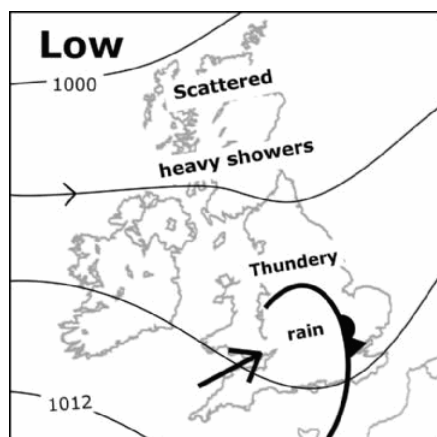 Low
1000
Scattered
heavy showers
Thundery
rain
1012